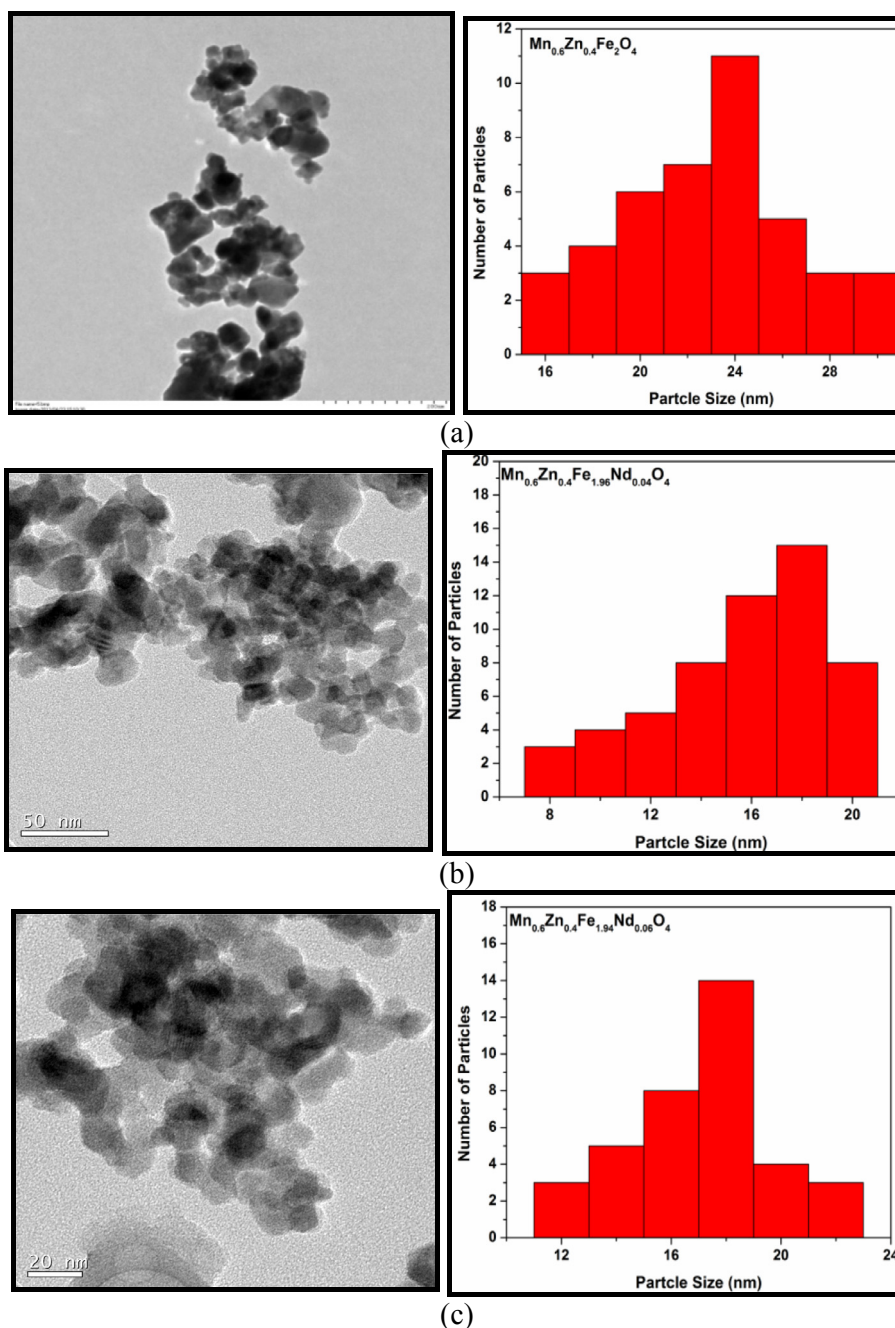 Mn0.6Zn0.4Fe2O4
12
10
8
6
4
2
0
16 20 24 28
Number of Particles
Partcle Size (nm)
(a)
50 nm
Mn0.6Zn0.4Fe1.96Nd0.04O4
20
18
16
14
12
10
8
6
4
2
0
8 12 16 20
Number of Particles
Partcle Size (nm)
(b)
20 nm
Mn0.6Zn0.4Fe1.94Nd0.06O4
18
16
14
12
10
8
6
4
2
0
12 16 20 24
Number of Particles
Partcle Size (nm)
(c)